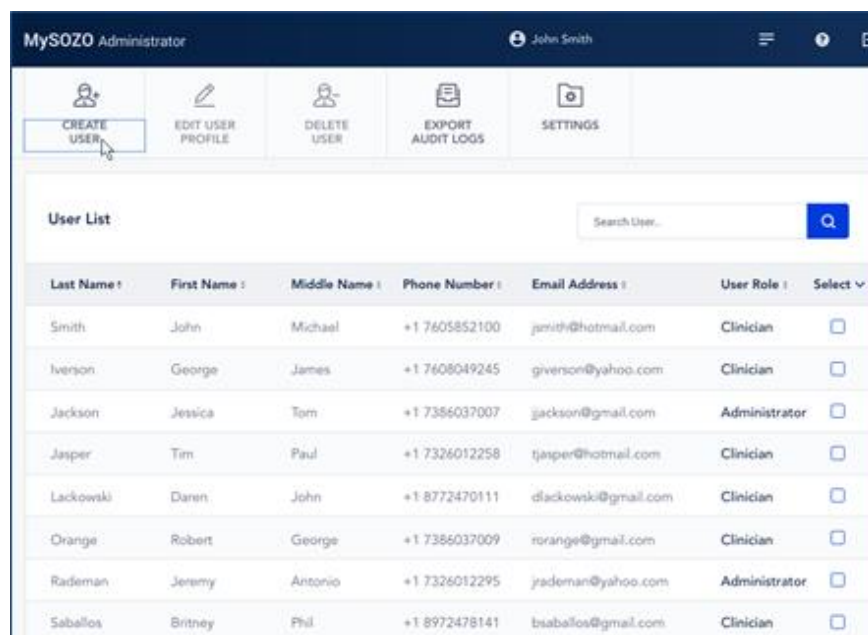 MySOZO Administrator John Smith
CREATE USER
EDIT USER PROFILE
DELETE USER
EXPORT AUDIT LOGS
SETTINGS
User List
Search User..
Last Name First Name Middle Name Phone Number Email Address User Role Select
Smith John Michael +1 7605852100 jsmith@hotmail.com Clinician
Iverson George James +1 7608049245 giverson@yahoo.com Clinician
Jackson Jessica Tom +1 7386037007 jjackson@gmail.com Administrator
Jasper Tim Paul +1 7326012258 tjasper@hotmail.com Clinician
Lackowski Daren John +1 8772470111 dlackowski@gmail.com Clinician
Orange Robert George +1 7386037009 rorange@gmail.com Clinician
Rademan Jeremy Antonio +1 7326012295 jrademan@yahoo.com Administrator
Saballos Britney Phil +1 8972478141 bsaballos@gmail.com Clinician